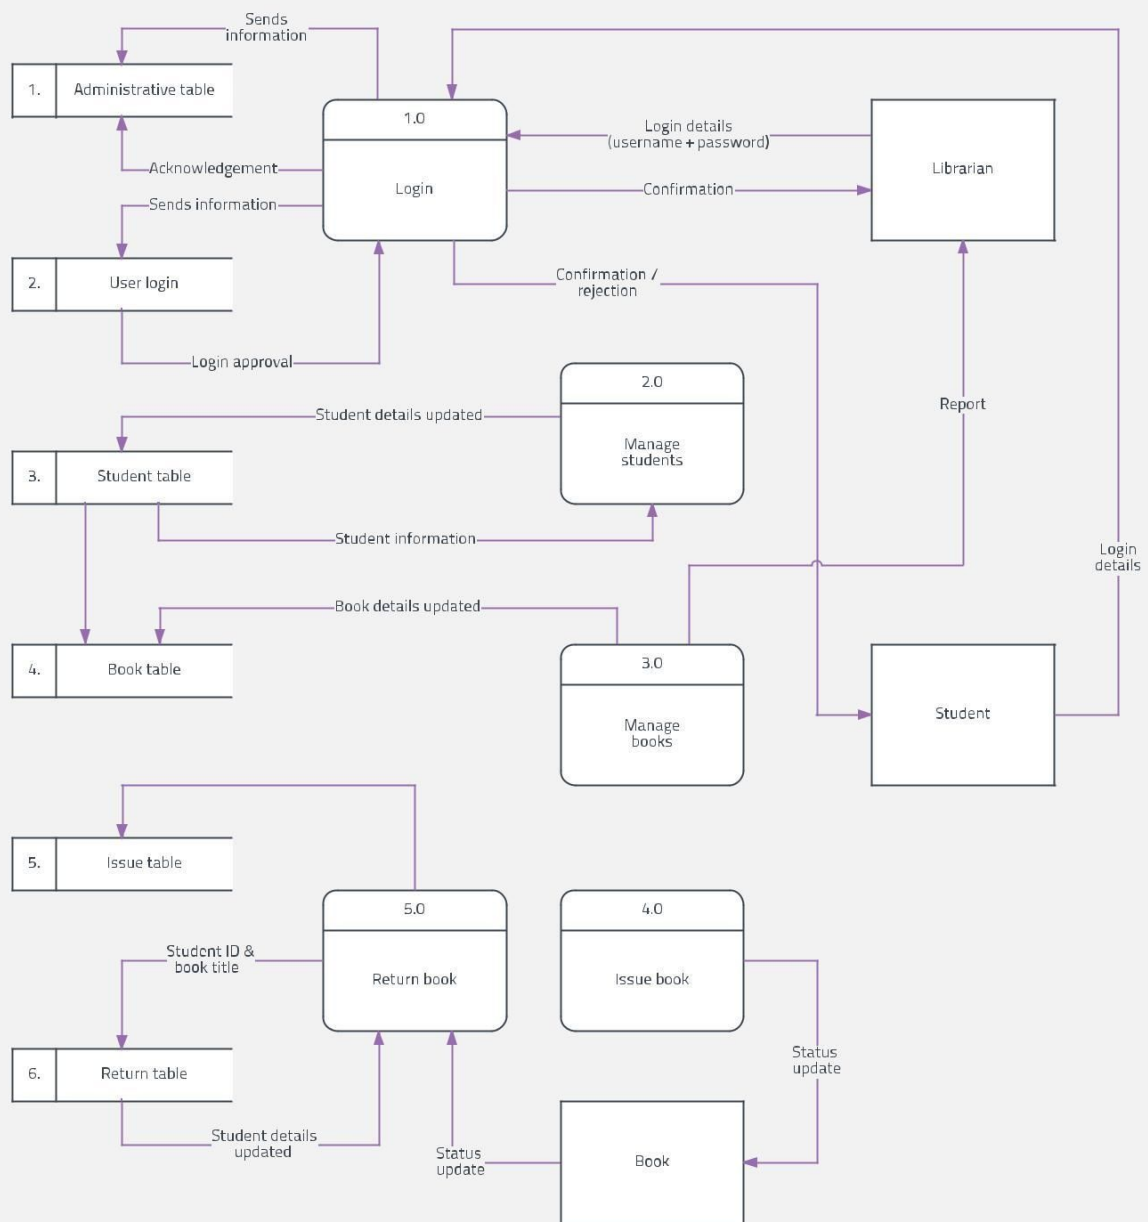 Sends
information
1. Administrative table
1.0
Login
Login details
(username + password)
Librarian
Acknowledgement
Confirmation
Sends information
2. User login
Confirmation /
rejection
Login approval
2.0
Manage
students
Report
Student details updated
3. Student table
Student information
Login
details
Book details updated
4. Book table
3.0
Manage
books
Student
5. Issue table
5.0
Return book
4.0
Issue book
Student ID &
book title
Status
update
6. Return table
Student details
updated
Status
update
Book